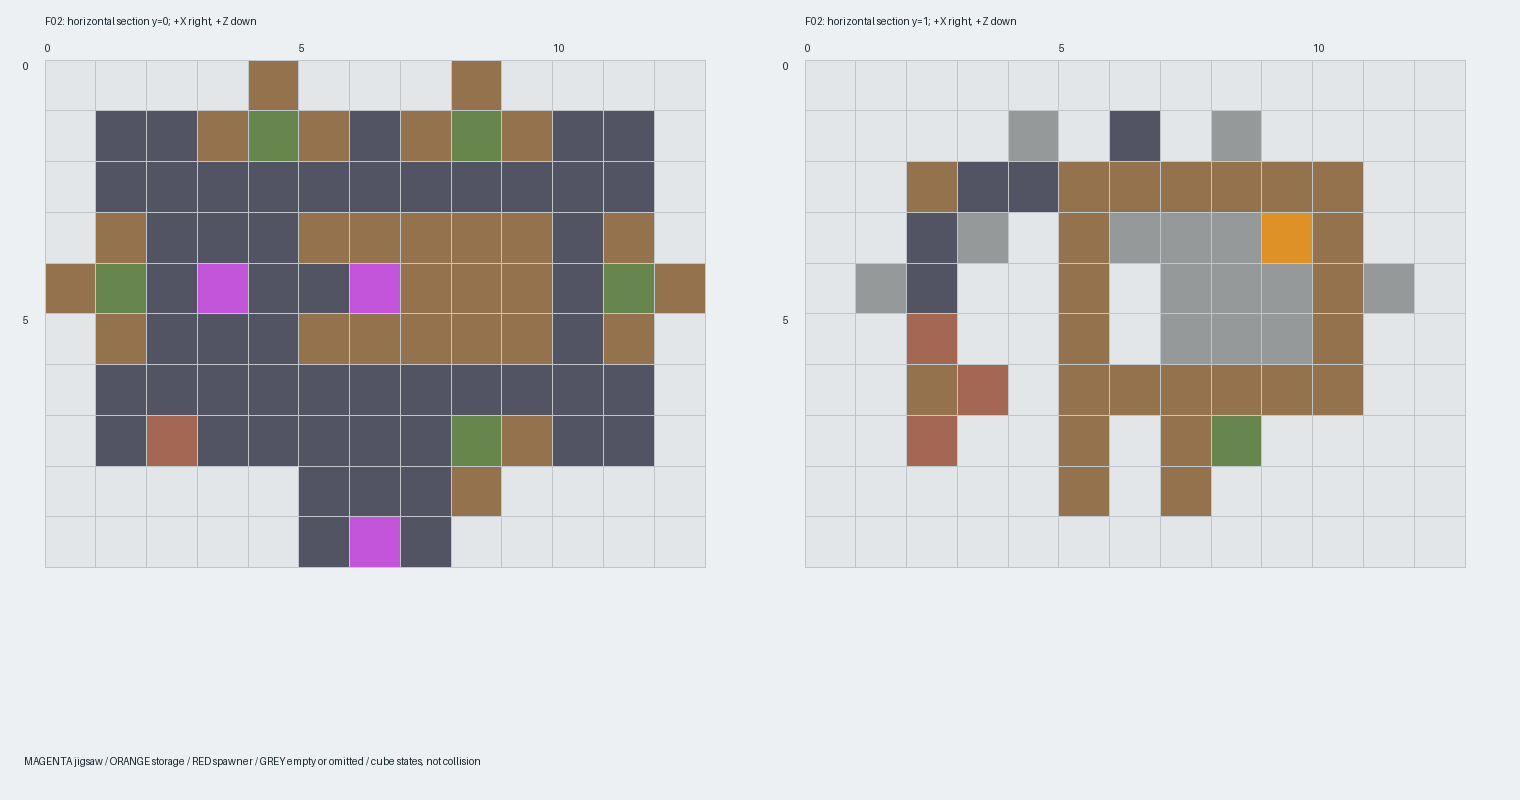 F02: horizontal section y=0; +X right, +Z down
F02: horizontal section y=1; +X right, +Z down
0 5 10
0 5 10
0
0
5
5
MAGENTA jigsaw / ORANGE storage / RED spawner / GREY empty or omitted / cube states, not collision